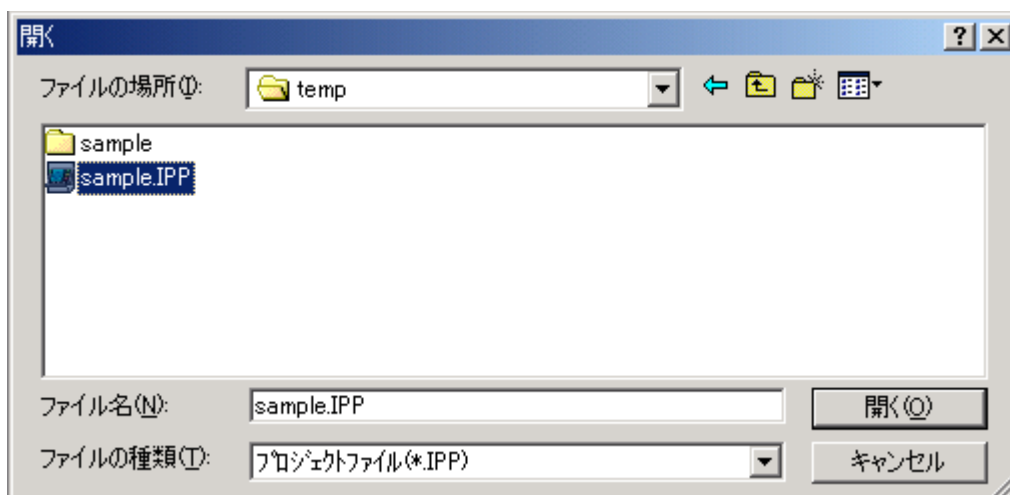 開く
ファイルの場所(I):
temp
sample
sample.IPP
ファイル名(N):
sample.IPP
開く(O)
ファイルの種類(T):
プロジェクトファイル(*.IPP)
キャンセル